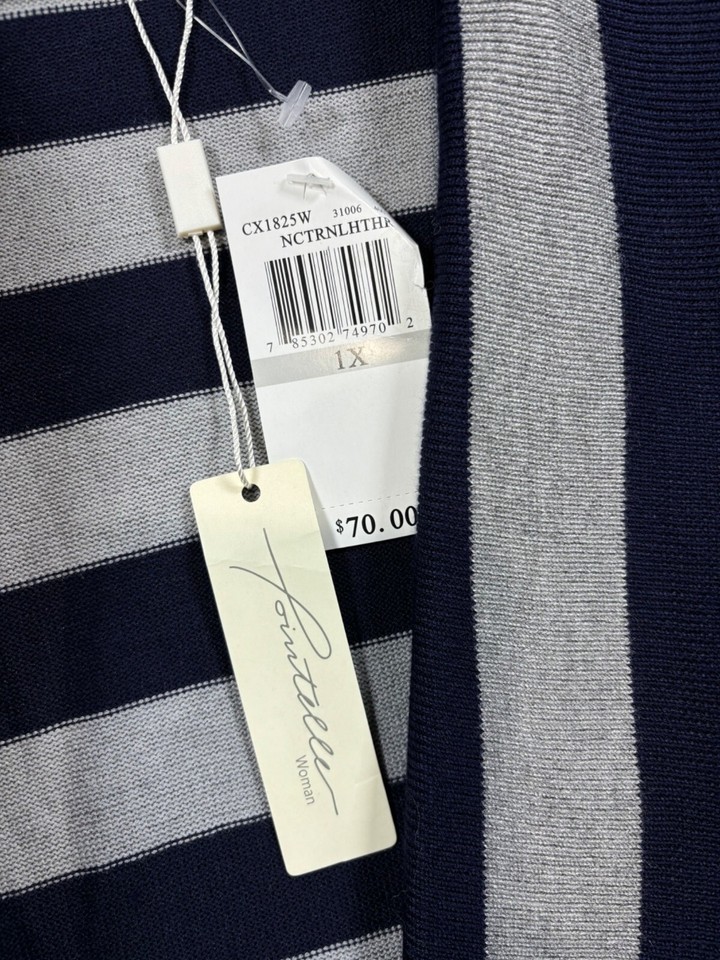 CX1825W 31006
NCTRNLHTHR
7 85302 74970 2
1X
$70.00
Pointelle
Woman